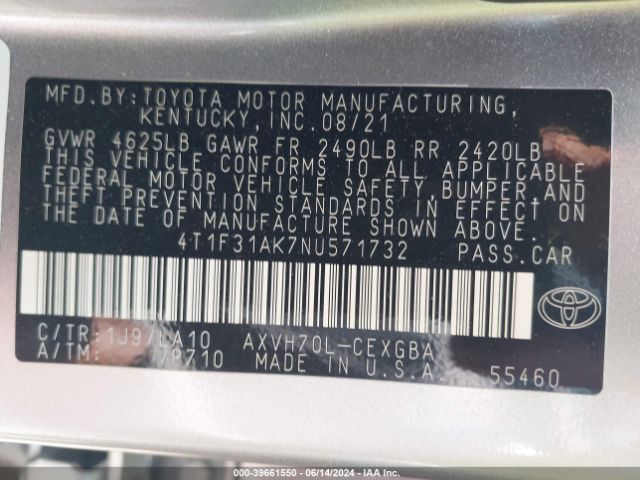 MFD.BY:TOYOTA MOTOR MANUFACTURING,
KENTUCKY,INC.08/21
GVWR 4625LB GAWR FR 2490LB RR 2420LB
THIS VEHICLE CONFORMS TO ALL APPLICABLE
FEDERAL MOTOR VEHICLE SAFETY,BUMPER,AND
THEFT PREVENTION STANDARDS IN EFFECT ON
THE DATE OF MANUFACTURE SHOWN ABOVE.
4T1F31AK7NU571732 PASS.CAR
C/TR:1J9/LA10 AXVH70L-CEXGBA
A/TM: MADE IN U.S.A. 55460
000-39661550 - 06/14/2024 - IAA Inc.